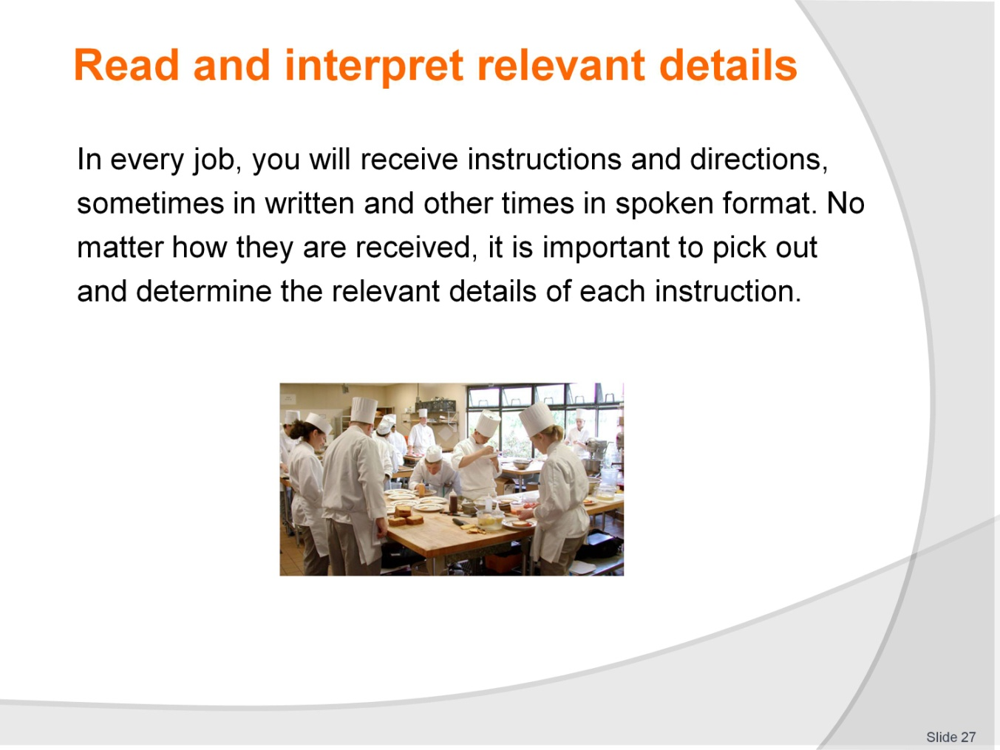 Read and interpret relevant details
In every job, you will receive instructions and directions,
sometimes in written and other times in spoken format. No
matter how they are received, it is important to pick out
and determine the relevant details of each instruction.
Slide 27